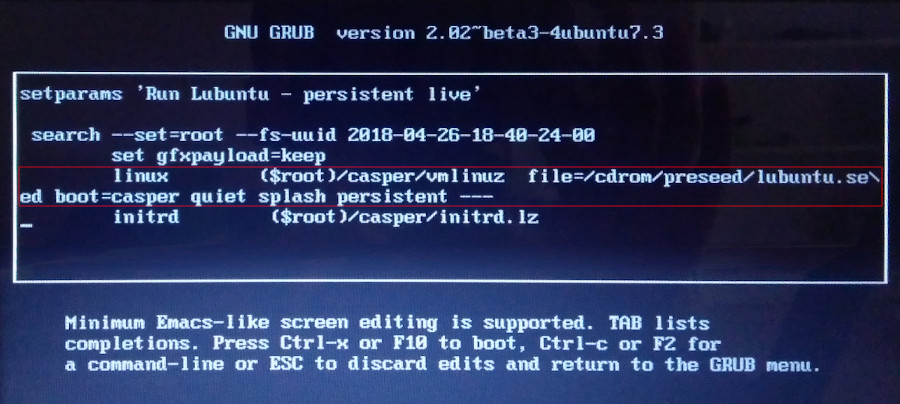 GNU GRUB  version 2.02~beta3-4ubuntu7.3
setparams 'Run Lubuntu - persistent live'
search --set=root --fs-uuid 2018-04-26-18-40-24-00
set gfxpayload=keep
linux        ($root)/casper/vmlinuz  file=/cdrom/preseed/lubuntu.se\
ed boot=casper quiet splash persistent ---
initrd        ($root)/casper/initrd.lz
Minimum Emacs-like screen editing is supported. TAB lists
completions. Press Ctrl-x or F10 to boot, Ctrl-c or F2 for
a command-line or ESC to discard edits and return to the GRUB menu.